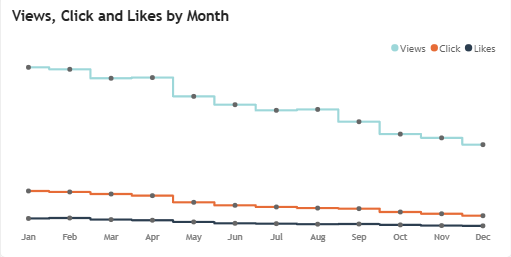 Views, Click and Likes by Month
Views Click Likes
Jan Feb Mar Apr May Jun Jul Aug Sep Oct Nov Dec